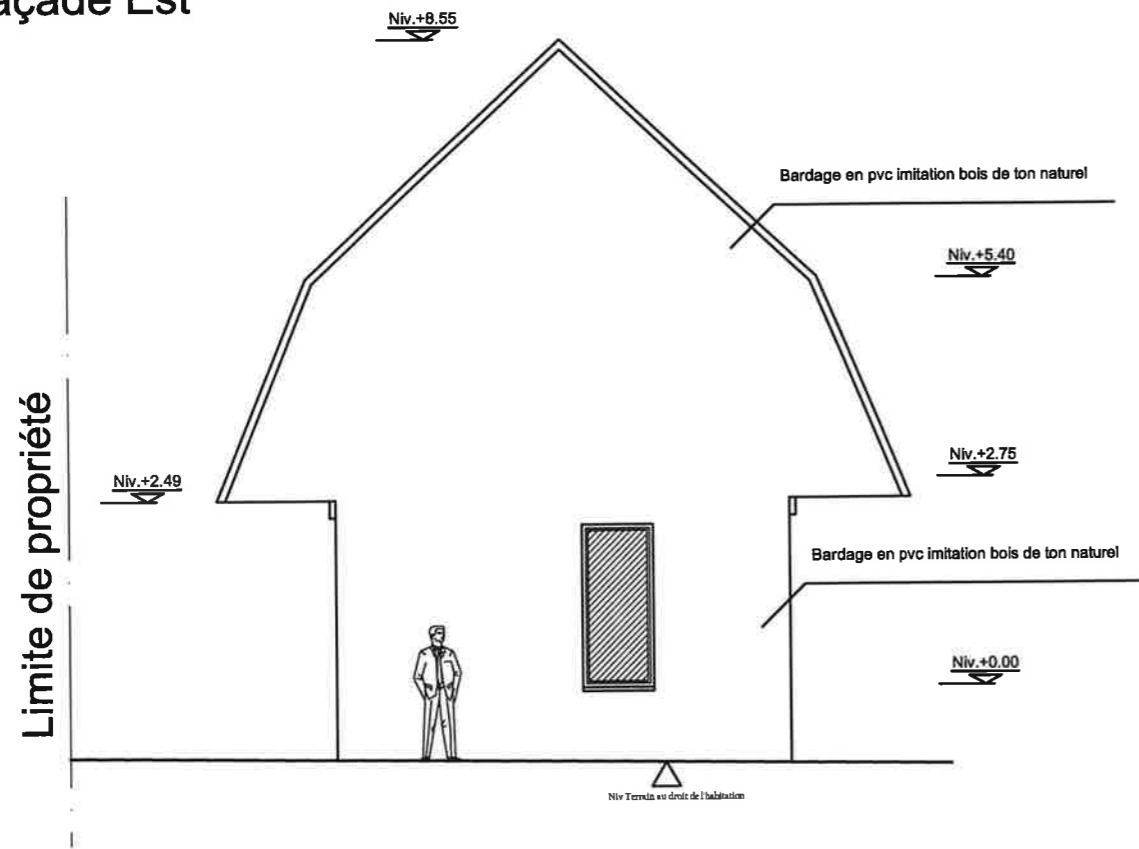 açade Est
Niv.+8.55
Bardage en pvc imitation bois de ton naturel
Niv.+5.40
Limite de propriété
Niv.+2.49
Niv.+2.75
Bardage en pvc imitation bois de ton naturel
Niv.+0.00
Niv Terrain au droit de l'habitation